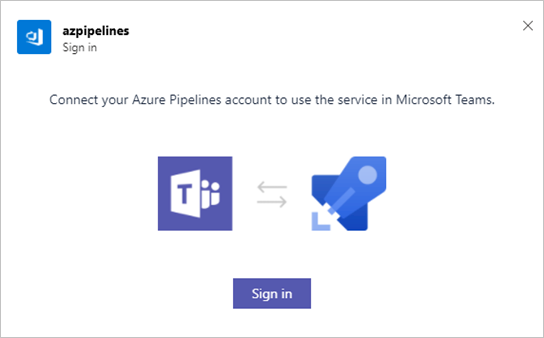 azpipelines
Sign in
Connect your Azure Pipelines account to use the service in Microsoft Teams.
T
Sign in